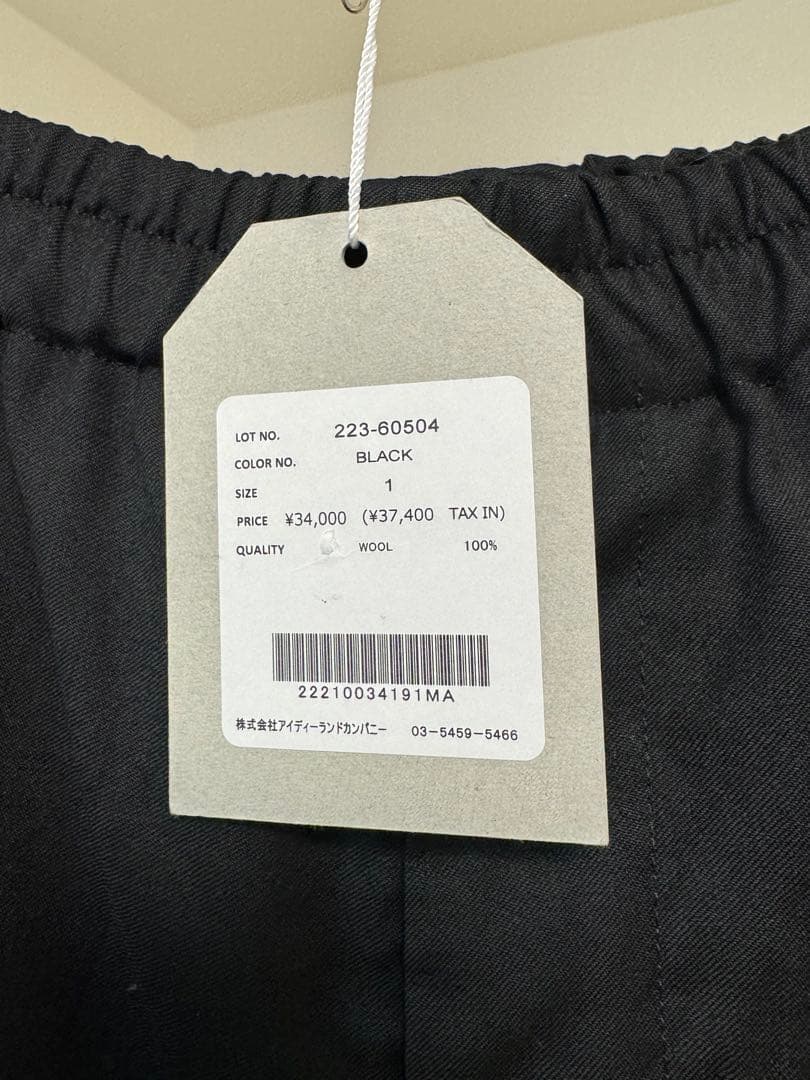 LOT NO. 223-60504
COLOR NO. BLACK
SIZE 1
PRICE ¥34,000 (¥37,400 TAX IN)
QUALITY WOOL 100%
22210034191MA
株式会社アイディーランドカンパニー 03-5459-5466